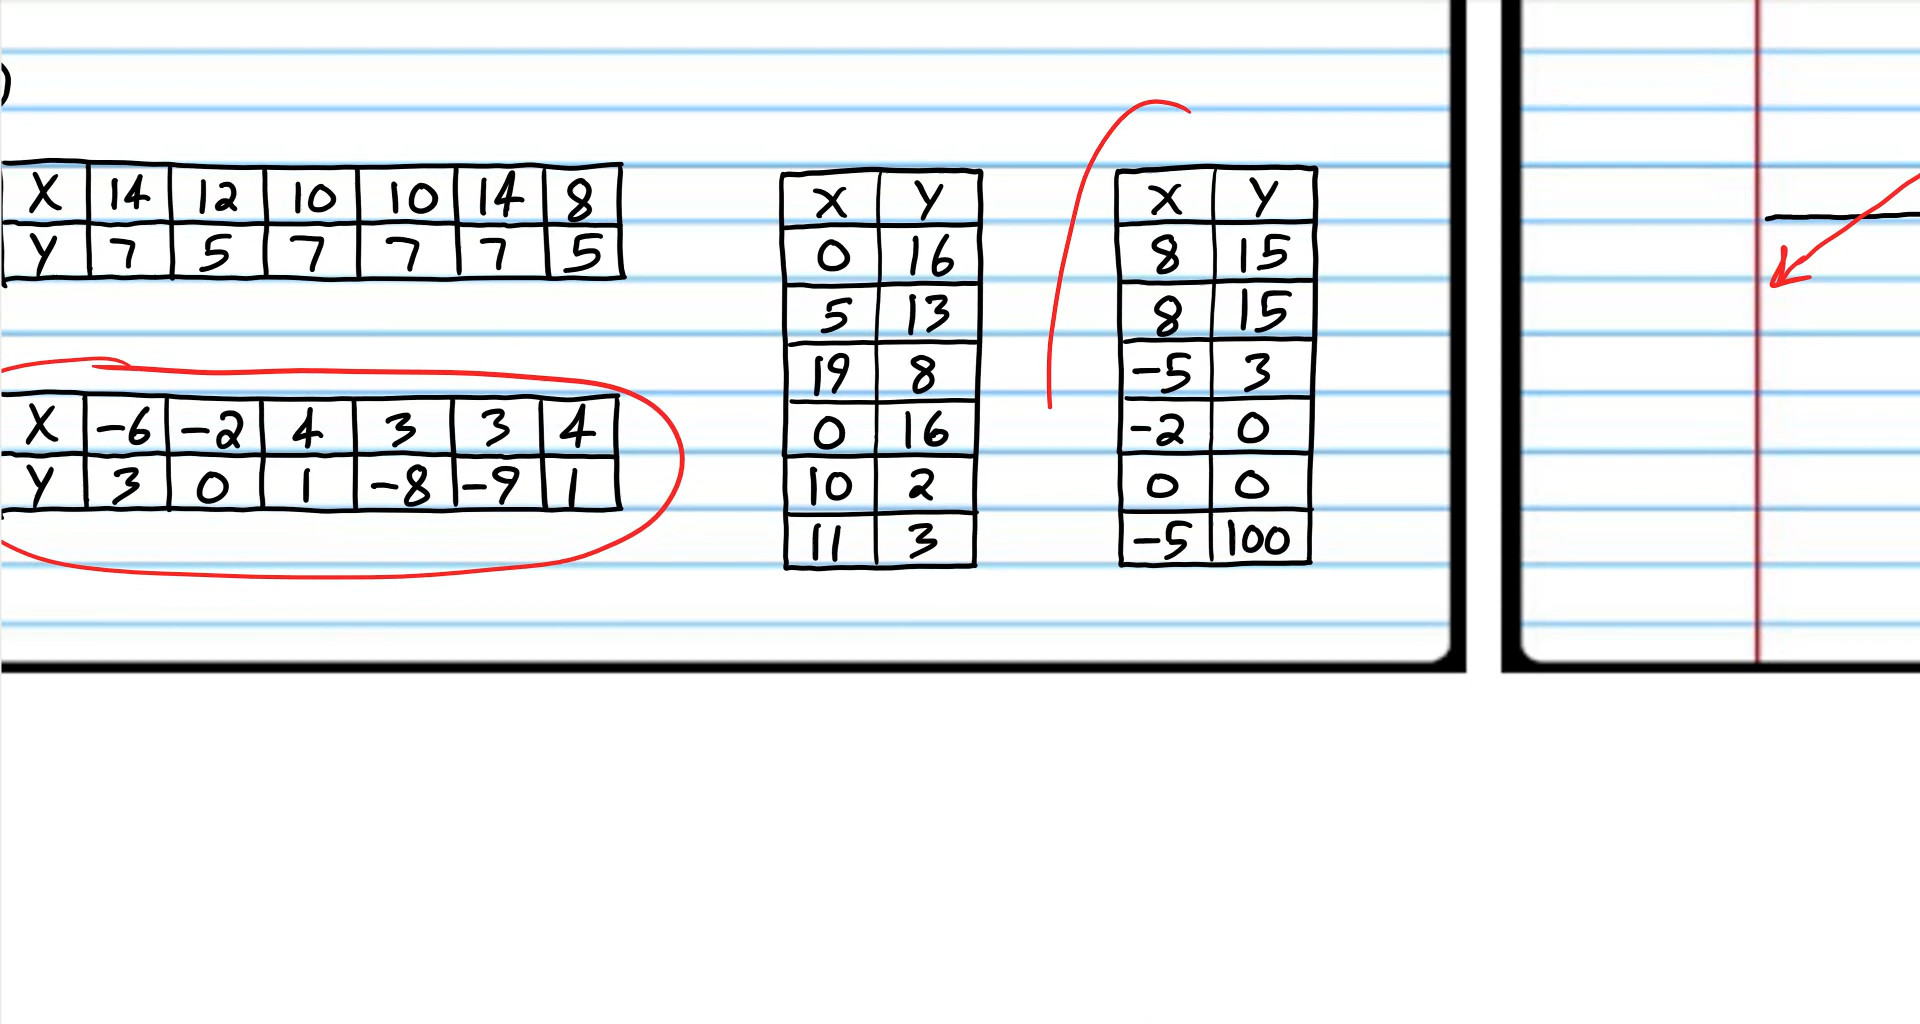 )
X 14 12 10 10 14 8
Y 7 5 7 7 7 5
X -6 -2 4 3 3 4
Y 3 0 1 -8 -9 1
X Y
0 16
5 13
19 8
0 16
10 2
11 3
X Y
8 15
8 15
-5 3
-2 0
0 0
-5 100